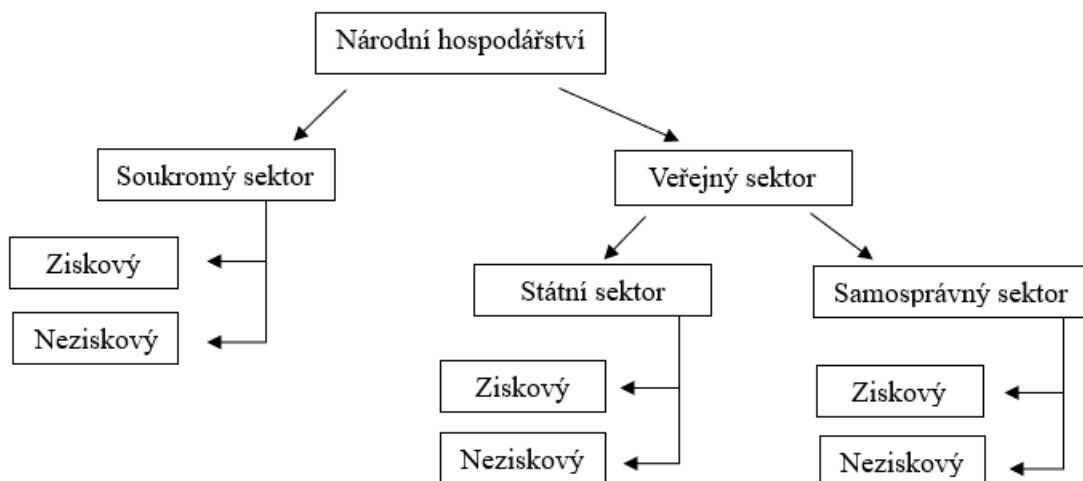 Národní hospodářství
Soukromý sektor
Veřejný sektor
Ziskový
Neziskový
Státní sektor
Samosprávný sektor
Ziskový
Neziskový
Ziskový
Neziskový